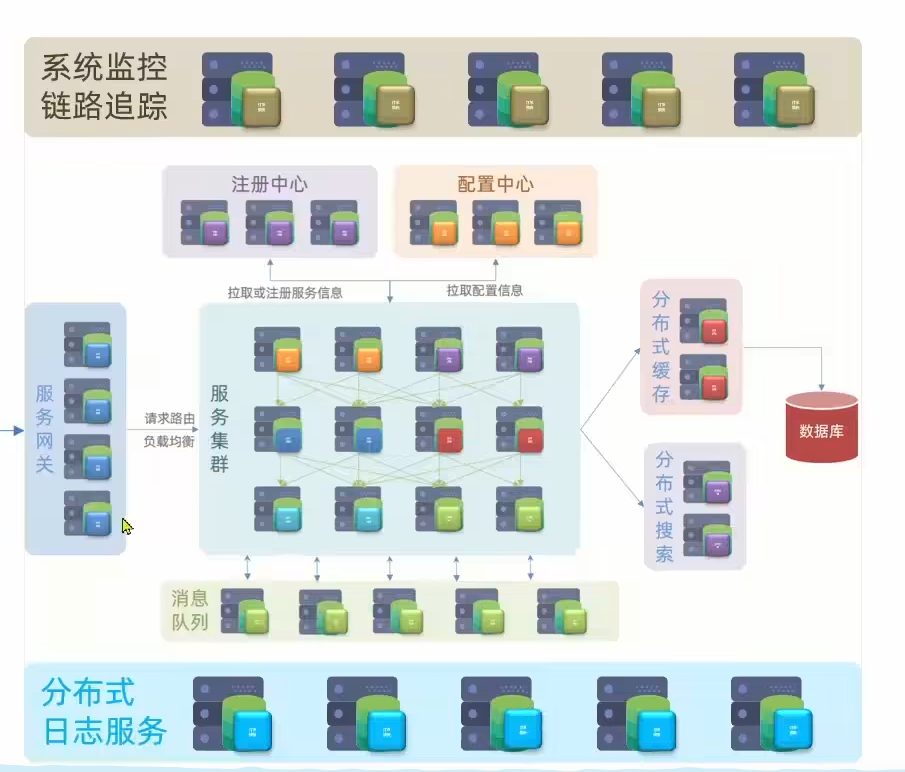 系统监控
链路追踪
注册中心
配置中心
拉取或注册服务信息
拉取配置信息
服务网关
请求路由
负载均衡
服务集群
分布式缓存
数据库
分布式搜索
消息
队列
分布式
日志服务